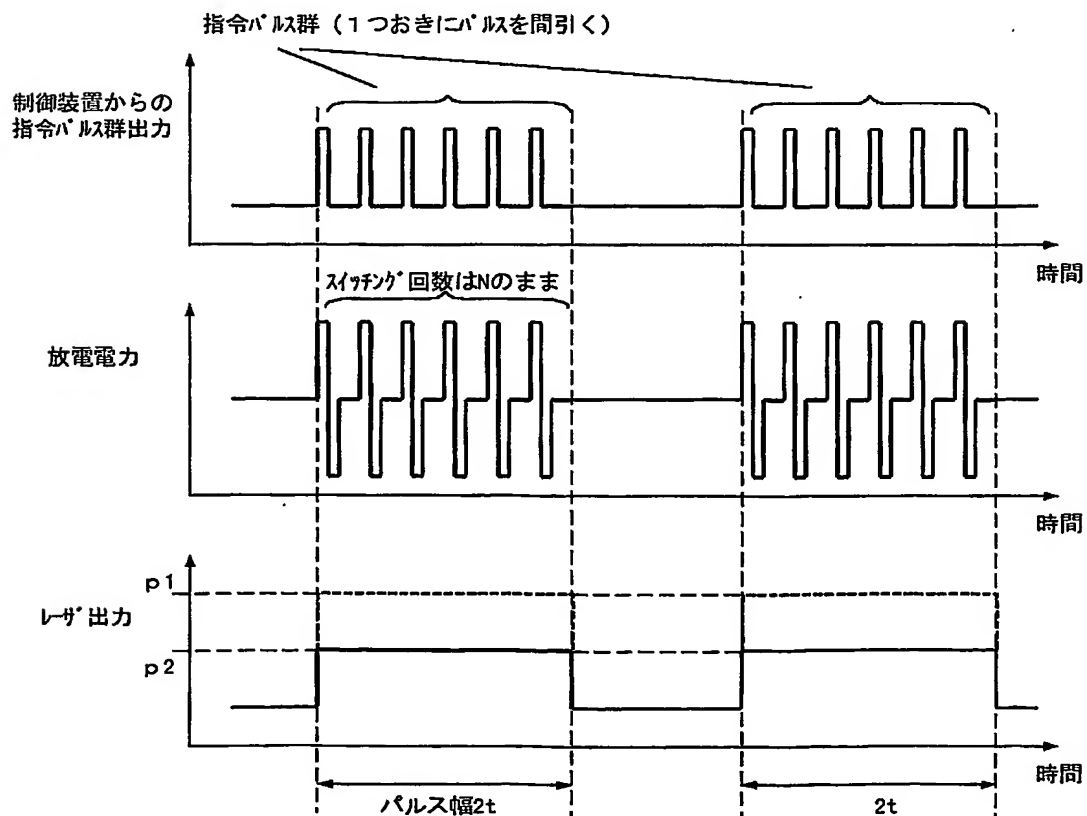 指令パルス群（1つおきにパルスを間引く）
制御装置からの
指令パルス群出力
時間
スイッチング回数はNのまま
放電電力
時間
p1
レーザ出力
p2
時間
パルス幅2t
2t